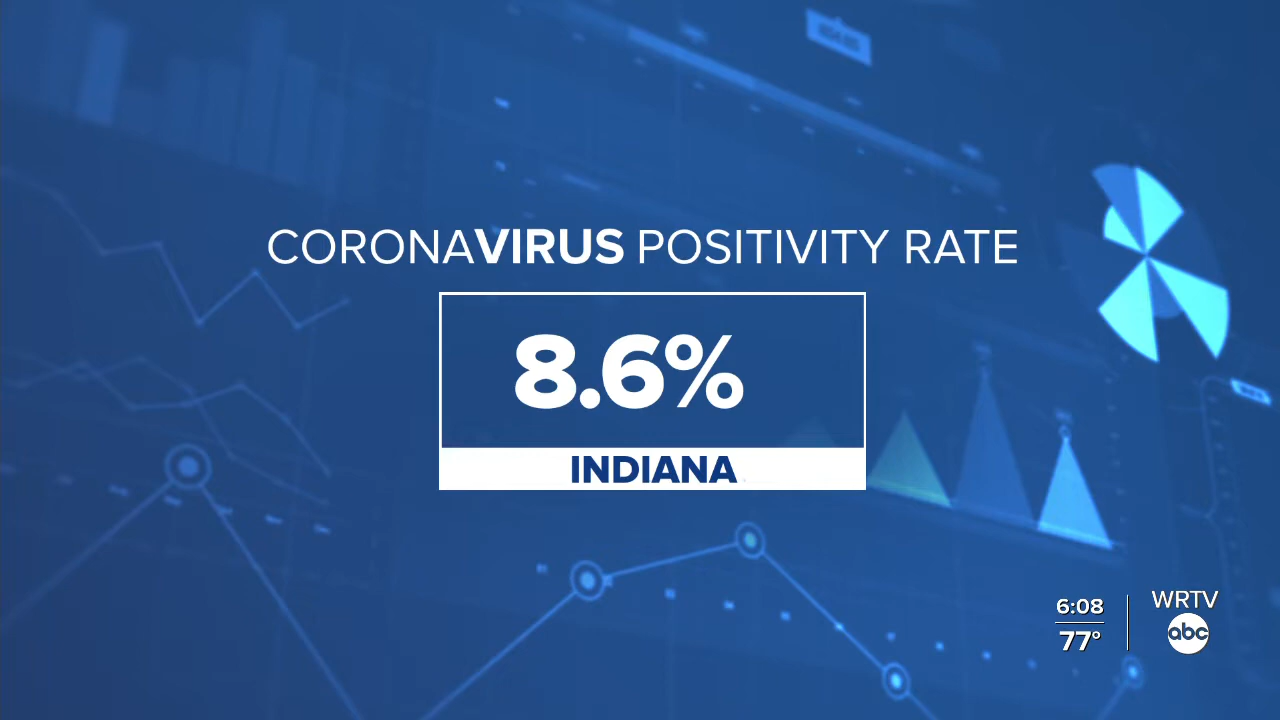 CORONAVIRUS POSITIVITY RATE
8.6%
INDIANA
6:08
77°
WRTV
abc